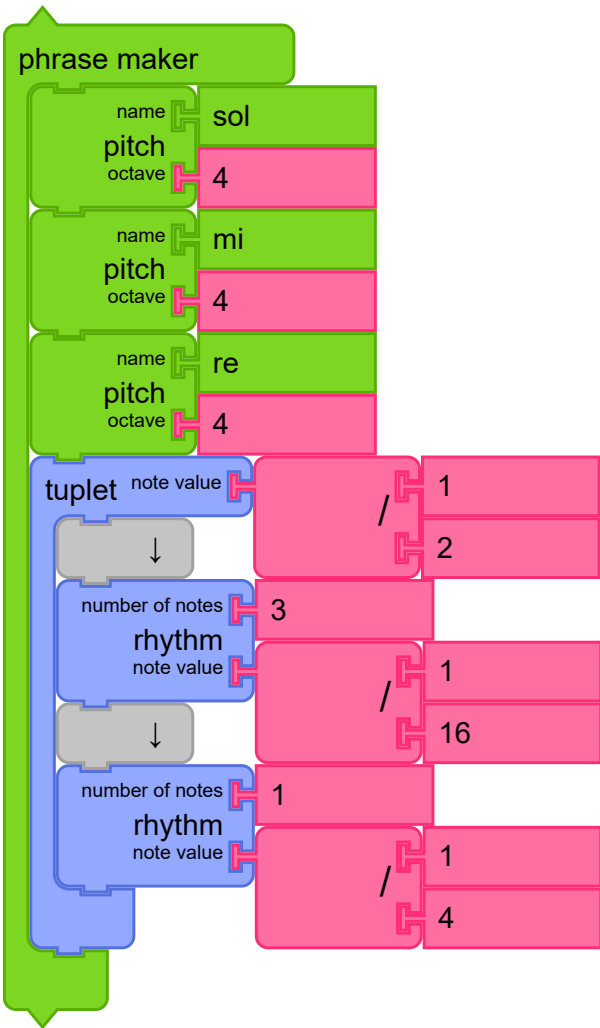 phrase maker
name sol
pitch
octave 4
name mi
pitch
octave 4
name re
pitch
octave 4
tuplet note value / 1
2
↓
number of notes 3
rhythm
note value / 1
16
↓
number of notes 1
rhythm
note value / 1
4